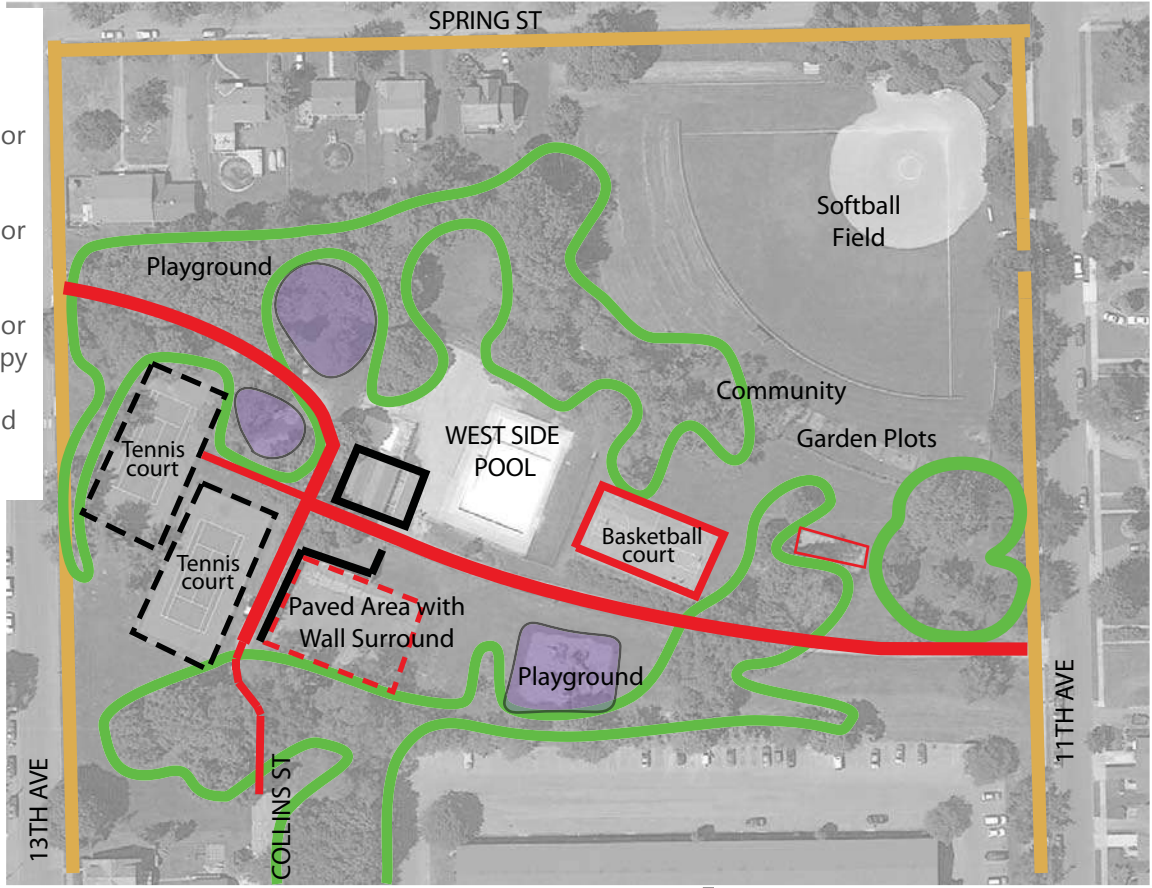 SPRING ST
or
or
or
py
d
Softball
Field
Playground
Community
Garden Plots
WEST SIDE
POOL
Tennis
court
Basketball
court
Tennis
court
Paved Area with
Wall Surround
Playground
13TH AVE
COLLINS ST
11TH AVE